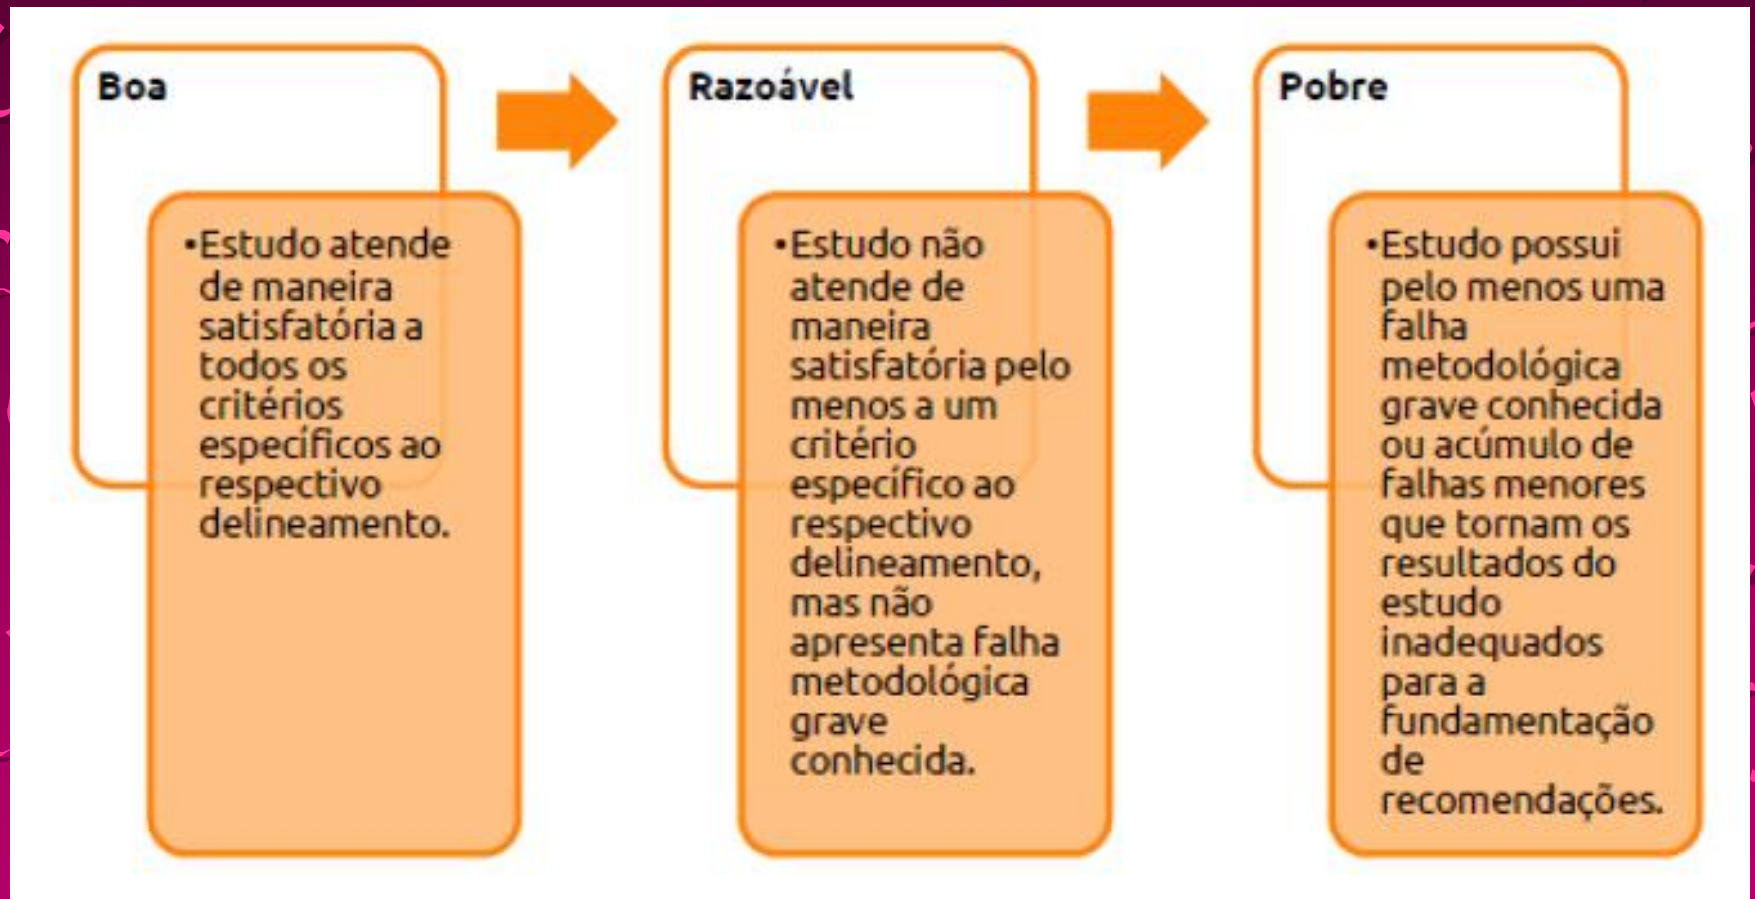 Boa
•Estudo atende
de maneira
satisfatória a
todos os
critérios
específicos ao
respectivo
delineamento.
Razoável
•Estudo não
atende de
maneira
satisfatória pelo
menos a um
critério
específico ao
respectivo
delineamento,
mas não
apresenta falha
metodológica
grave
conhecida.
Pobre
•Estudo possui
pelo menos uma
falha
metodológica
grave conhecida
ou acúmulo de
falhas menores
que tornam os
resultados do
estudo
inadequados
para a
fundamentação
de
recomendações.